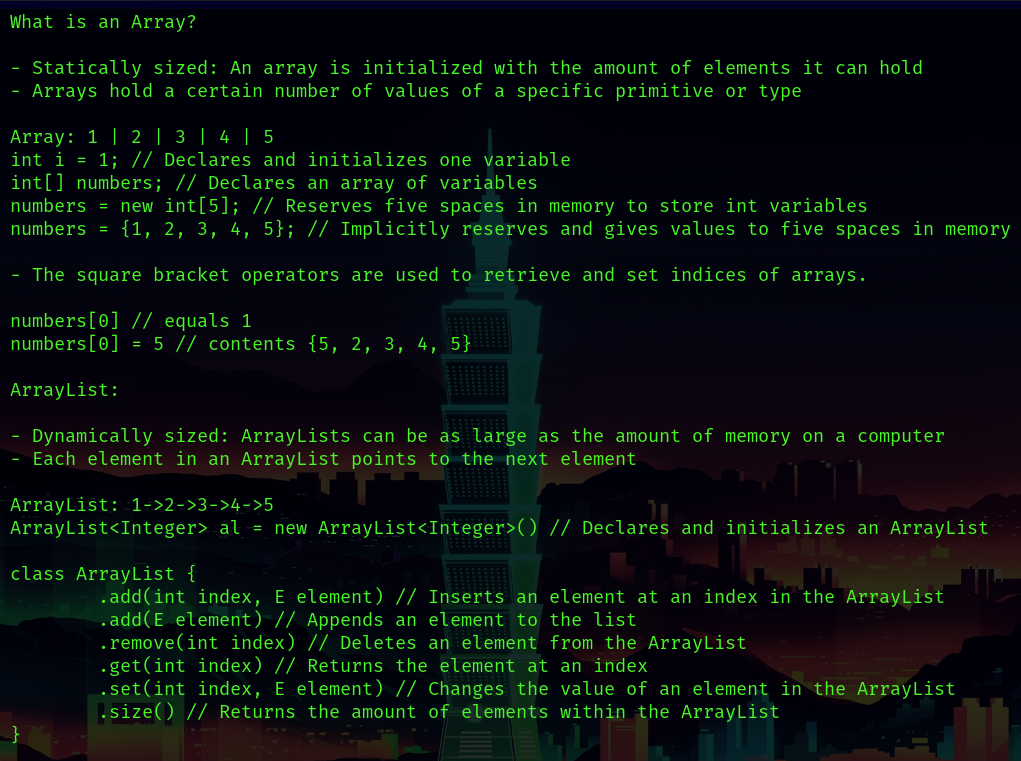 What is an Array?
- Statically sized: An array is initialized with the amount of elements it can hold
- Arrays hold a certain number of values of a specific primitive or type
Array: 1 | 2 | 3 | 4 | 5
int i = 1; // Declares and initializes one variable
int[] numbers; // Declares an array of variables
numbers = new int[5]; // Reserves five spaces in memory to store int variables
numbers = {1, 2, 3, 4, 5}; // Implicitly reserves and gives values to five spaces in memory
- The square bracket operators are used to retrieve and set indices of arrays.
numbers[0] // equals 1
numbers[0] = 5 // contents {5, 2, 3, 4, 5}
ArrayList:
- Dynamically sized: ArrayLists can be as large as the amount of memory on a computer
- Each element in an ArrayList points to the next element
ArrayList: 1->2->3->4->5
ArrayList<Integer> al = new ArrayList<Integer>() // Declares and initializes an ArrayList
class ArrayList {
        .add(int index, E element) // Inserts an element at an index in the ArrayList
        .add(E element) // Appends an element to the list
        .remove(int index) // Deletes an element from the ArrayList
        .get(int index) // Returns the element at an index
        .set(int index, E element) // Changes the value of an element in the ArrayList
        .size() // Returns the amount of elements within the ArrayList
}